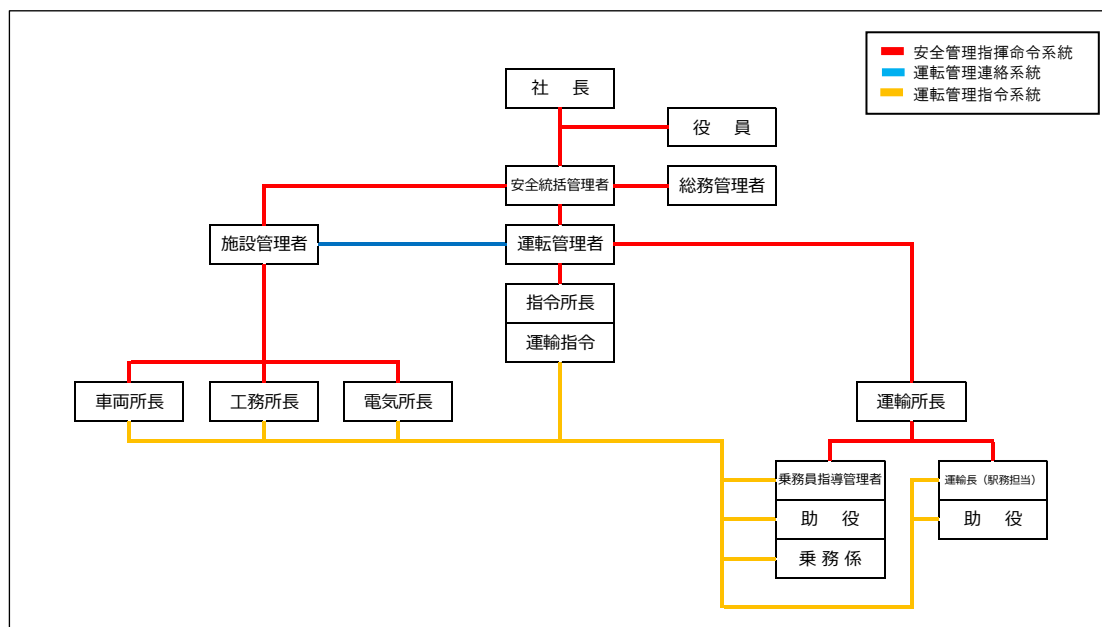 安全管理指揮命令系統
運転管理連絡系統
運転管理指令系統
社　長
役　員
安全統括管理者
総務管理者
施設管理者
運転管理者
指令所長
運輸指令
車両所長
工務所長
電気所長
運輸所長
乗務員指導管理者
助　役
乗 務 係
運輸長（駅務担当）
助　役